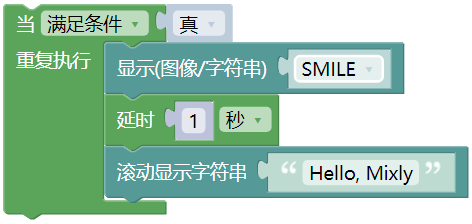 当 满足条件 真
重复执行
显示(图像/字符串) SMILE
延时 1 秒
滚动显示字符串 “ Hello, Mixly ”